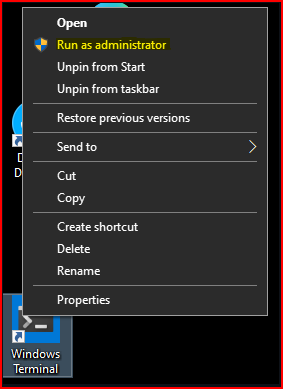 Open
Run as administrator
Unpin from Start
Unpin from taskbar
Restore previous versions
Send to
Cut
Copy
Create shortcut
Delete
Rename
Properties
Windows
Terminal